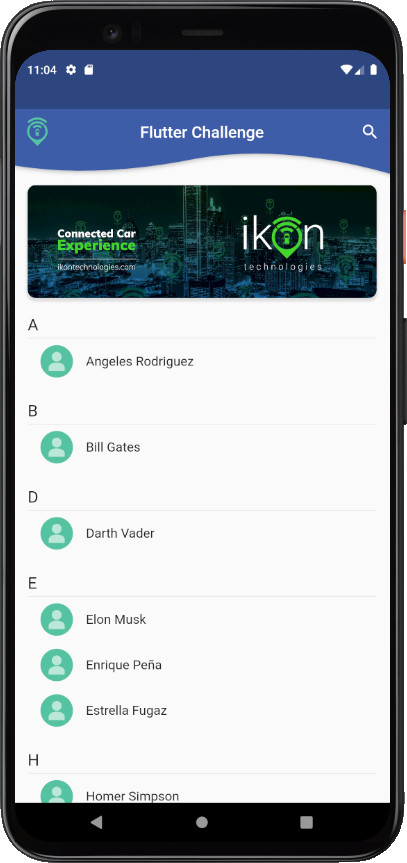 11:04
Flutter Challenge
Connected Car
Experience
ikontechnologies.com
ikon
technologies
A
Angeles Rodriguez
B
Bill Gates
D
Darth Vader
E
Elon Musk
Enrique Peña
Estrella Fugaz
H
Homer Simpson